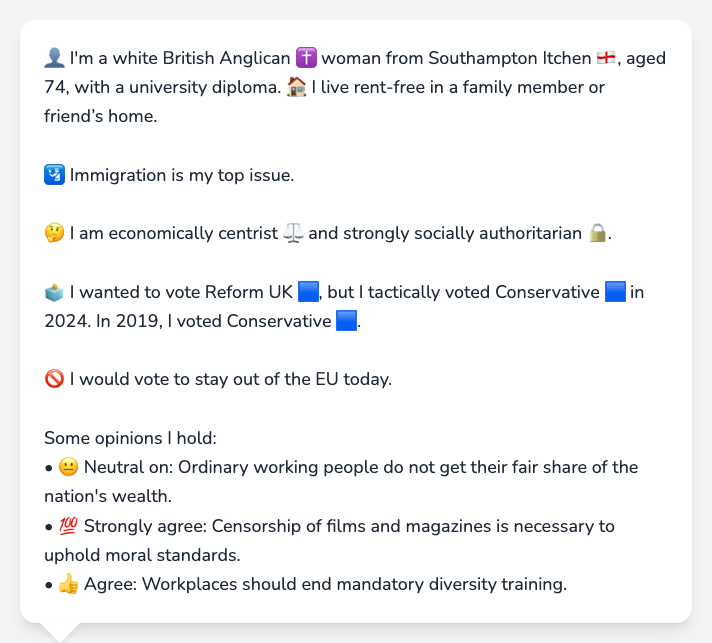 👤 I'm a white British Anglican ✝️ woman from Southampton Itchen 🏴󠁧󠁢󠁥󠁮󠁧󠁿, aged
74, with a university diploma. 🏠 I live rent-free in a family member or
friend’s home.
🛂 Immigration is my top issue.
🤔 I am economically centrist ⚖️ and strongly socially authoritarian 🔒.
🗳️ I wanted to vote Reform UK 🟦, but I tactically voted Conservative 🟦 in
2024. In 2019, I voted Conservative 🟦.
🚫 I would vote to stay out of the EU today.
Some opinions I hold:
• 😐 Neutral on: Ordinary working people do not get their fair share of the
nation's wealth.
• 💯 Strongly agree: Censorship of films and magazines is necessary to
uphold moral standards.
• 👍 Agree: Workplaces should end mandatory diversity training.